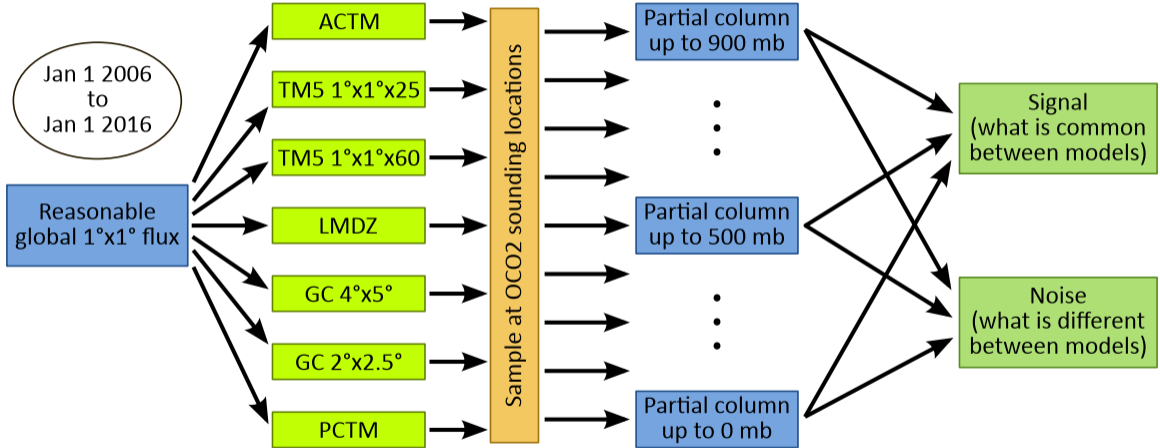 Jan 1 2006
to
Jan 1 2016
Reasonable
global 1°x1° flux
ACTM
TM5 1°x1°x25
TM5 1°x1°x60
LMDZ
GC 4°x5°
GC 2°x2.5°
PCTM
Sample at OCO2 sounding locations
Partial column
up to 900 mb
Partial column
up to 500 mb
Partial column
up to 0 mb
Signal
(what is common
between models)
Noise
(what is different
between models)